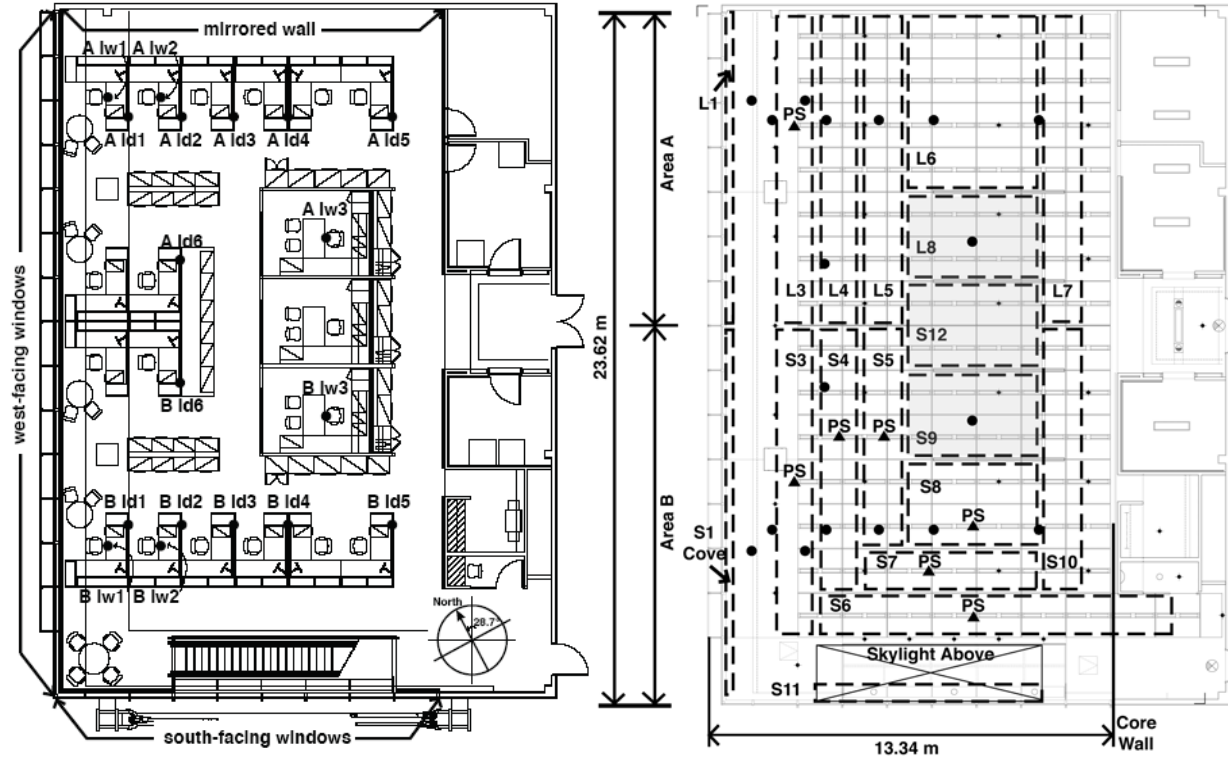 mirrored wall
A lw1
A lw2
A ld1
A ld2
A ld3
A ld4
A ld5
A lw3
A ld6
west-facing windows
B ld6
B lw3
B ld1
B ld2
B ld3
B ld4
B ld5
B lw1
B lw2
North
28.7°
south-facing windows
23.62 m
Area A
Area B
L1
PS
L6
L8
L3
L4
L5
L7
S12
S3
S4
S5
PS
PS
S9
PS
S8
PS
S1
Cove
S7
PS
S10
S6
PS
Skylight Above
S11
Core
Wall
13.34 m